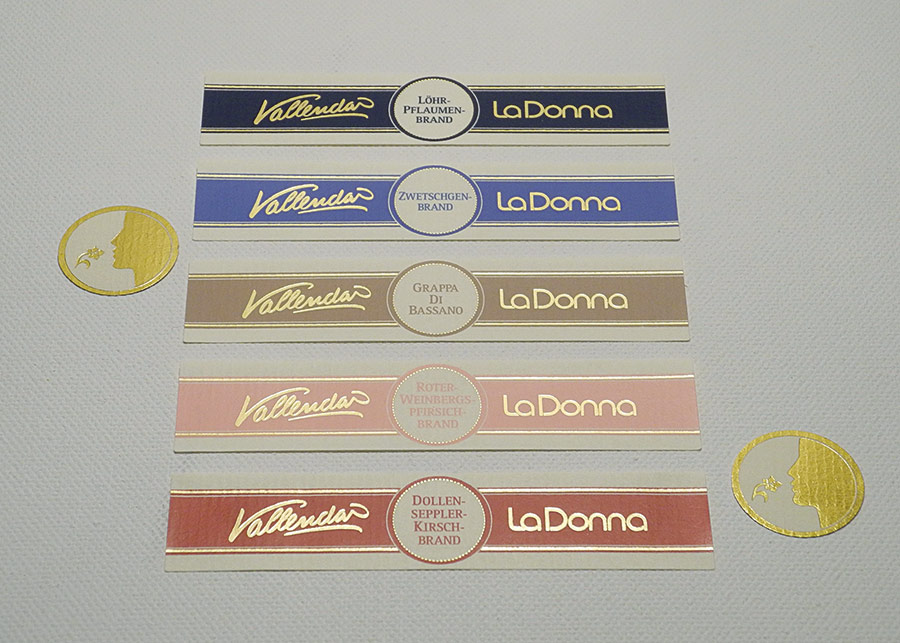 Vallendar
LÖHR-
PFLAUMEN-
BRAND
LaDonna
Vallendar
ZWETSCHGEN-
BRAND
LaDonna
Vallendar
GRAPPA
DI
BASSANO
LaDonna
Vallendar
ROTER-
WEINBERGS-
PFIRSICH-
BRAND
LaDonna
Vallendar
DOLLEN-
SEPPLER-
KIRSCH-
BRAND
LaDonna